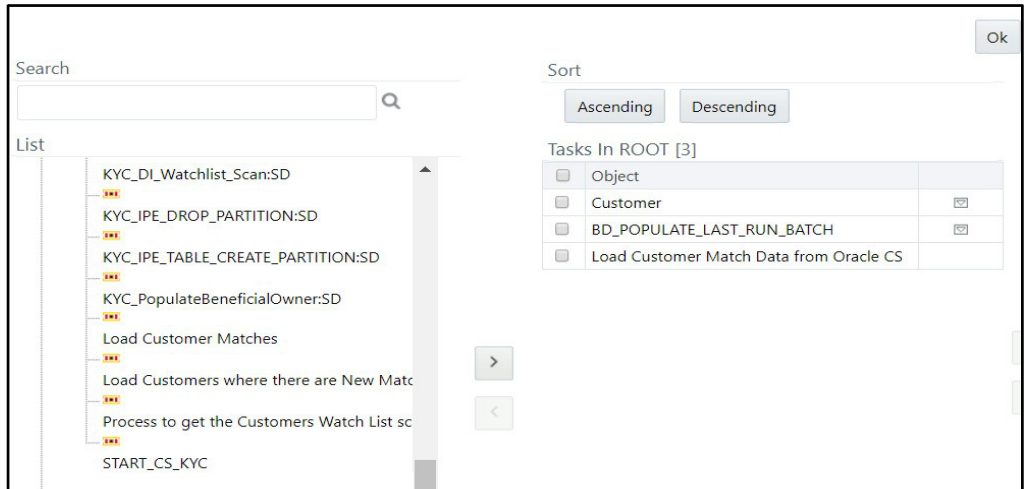 Ok
Search
List
KYC_DI_Watchlist_Scan:SD
KYC_IPE_DROP_PARTITION:SD
KYC_IPE_TABLE_CREATE_PARTITION:SD
KYC_PopulateBeneficialOwner:SD
Load Customer Matches
Load Customers where there are New Matc
Process to get the Customers Watch List sc
START_CS_KYC
>
<
Sort
Ascending Descending
Tasks In ROOT [3]
Object
Customer
BD_POPULATE_LAST_RUN_BATCH
Load Customer Match Data from Oracle CS